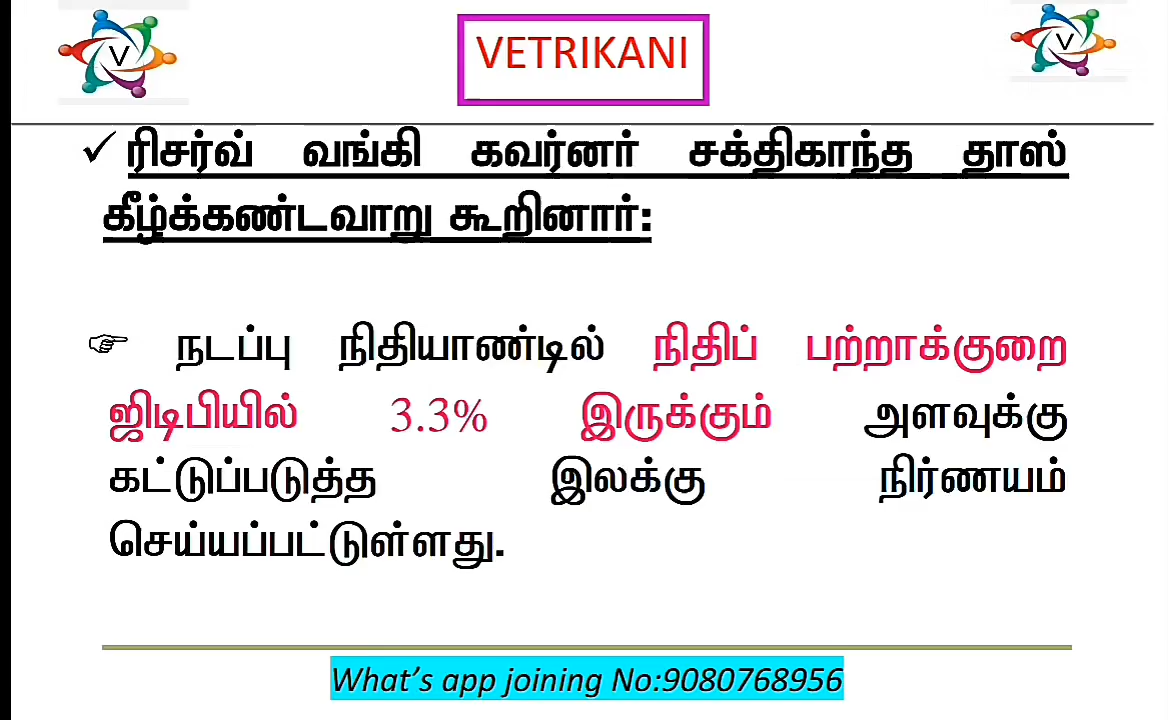 V
VETRIKANI
V
✓ ரிசர்வ் வங்கி கவர்னர் சக்திகாந்த தாஸ்
கீழ்க்கண்டவாறு கூறினார்:
☞ நடப்பு நிதியாண்டில் நிதிப் பற்றாக்குறை
ஜிடிபியில் 3.3% இருக்கும் அளவுக்கு
கட்டுப்படுத்த இலக்கு நிர்ணயம்
செய்யப்பட்டுள்ளது.
What's app joining No:9080768956